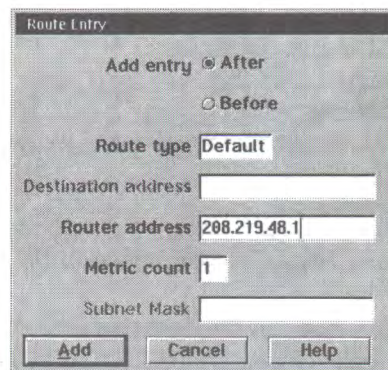 Route Entry
Add entry After
Before
Route type Default
Destination address
Router address 208.219.48.1
Metric count 1
Subnet Mask
Add Cancel Help